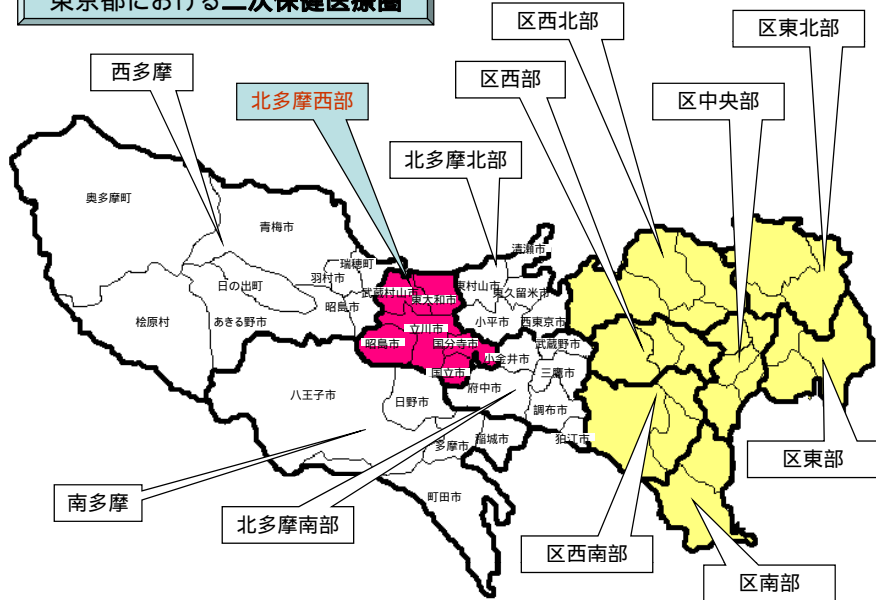 東京都における二次保健医療圏
区西北部
区東北部
西多摩
区西部
北多摩西部
区中央部
北多摩北部
奥多摩町
青梅市
清瀬市
瑞穂町
羽村市
日の出町
武蔵村山市
東大和市
東村山市
東久留米市
昭島市
桧原村
あきる野市
立川市
小平市
西東京市
昭島市
国分寺市
武蔵野市
小金井市
国立市
三鷹市
八王子市
日野市
府中市
調布市
多摩市
稲城市
狛江市
区東部
南多摩
町田市
北多摩南部
区西南部
区南部